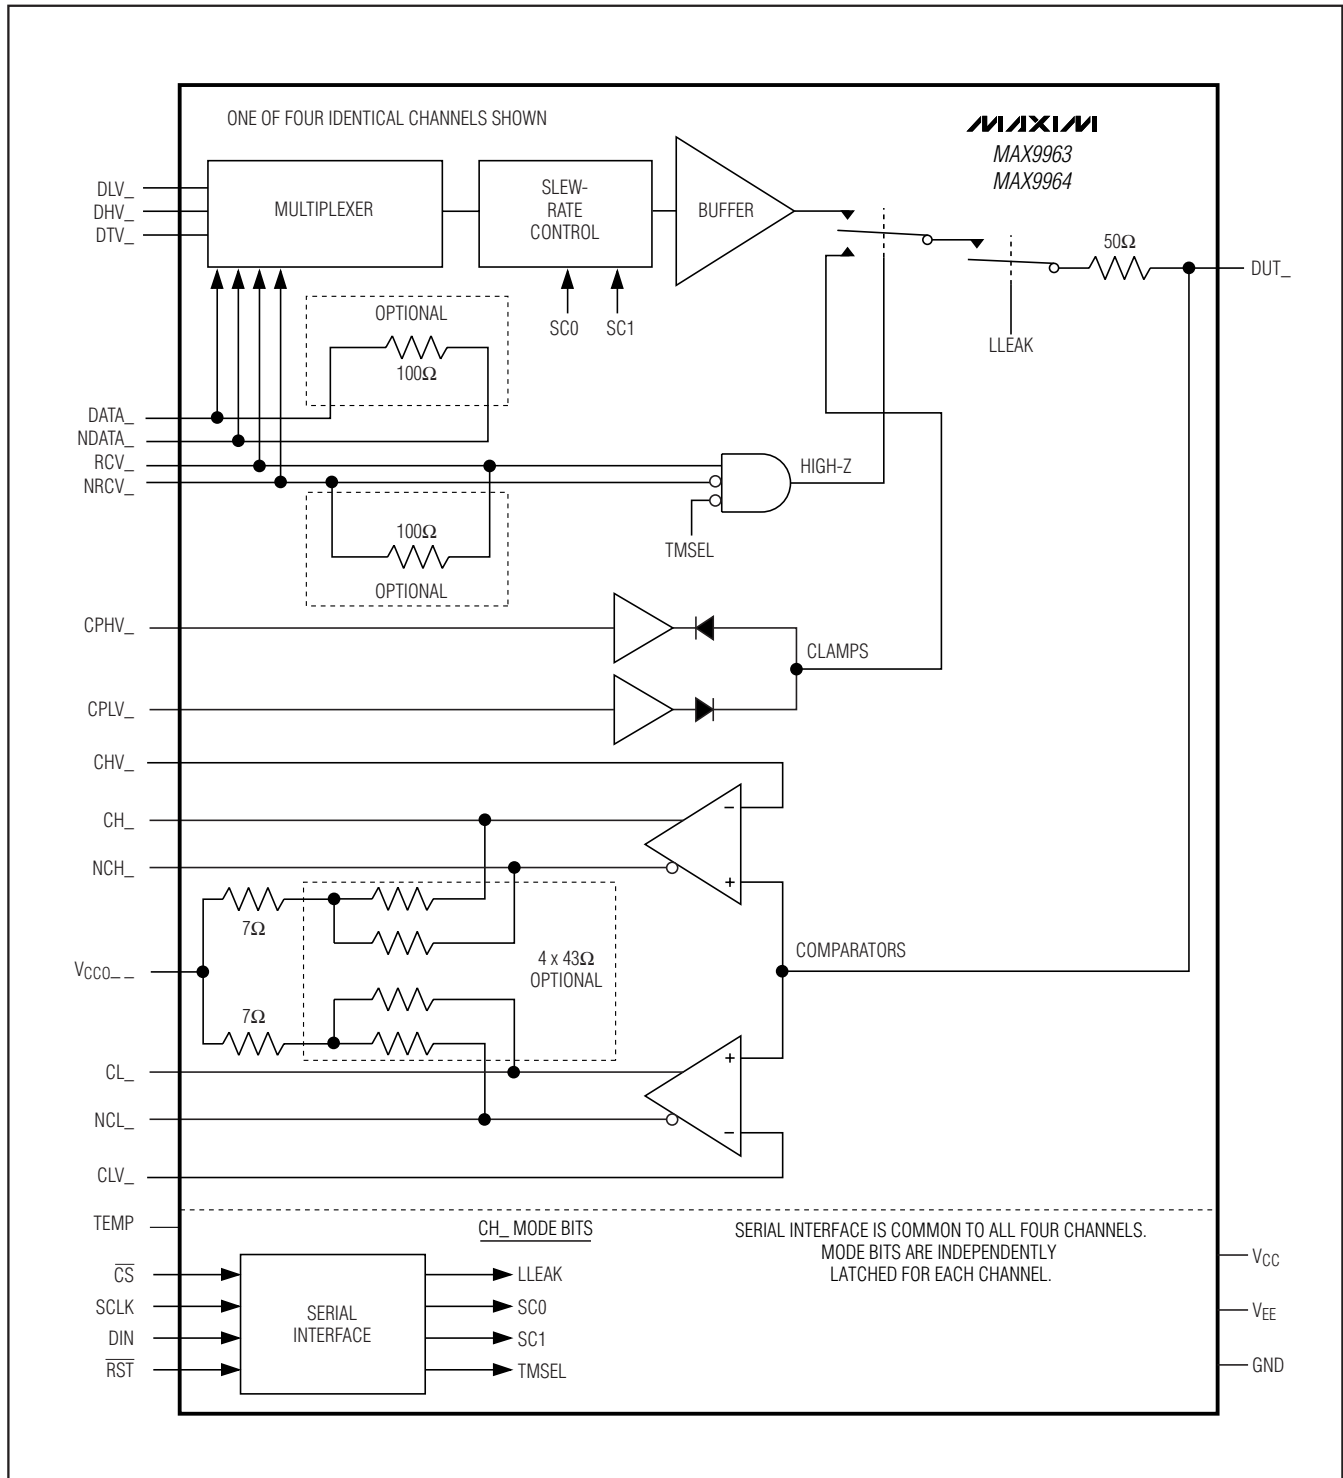 ONE OF FOUR IDENTICAL CHANNELS SHOWN
MAXIM
MAX9963
MAX9964
DLV_
DHV_
DTV_
MULTIPLEXER
SLEW-
RATE
CONTROL
BUFFER
50Ω
DUT_
SC0
SC1
LLEAK
OPTIONAL
100Ω
DATA_
NDATA_
RCV_
NRCV_
HIGH-Z
TMSEL
100Ω
OPTIONAL
CPHV_
CLAMPS
CPLV_
CHV_
−
CH_
NCH_
+
7Ω
4 x 43Ω
OPTIONAL
COMPARATORS
VCCO_ _
7Ω
+
CL_
NCL_
−
CLV_
TEMP
CH_ MODE BITS
SERIAL INTERFACE IS COMMON TO ALL FOUR CHANNELS.
MODE BITS ARE INDEPENDENTLY
LATCHED FOR EACH CHANNEL.
C̅S̅
SCLK
DIN
R̅S̅T̅
SERIAL
INTERFACE
LLEAK
SC0
SC1
TMSEL
VCC
VEE
GND